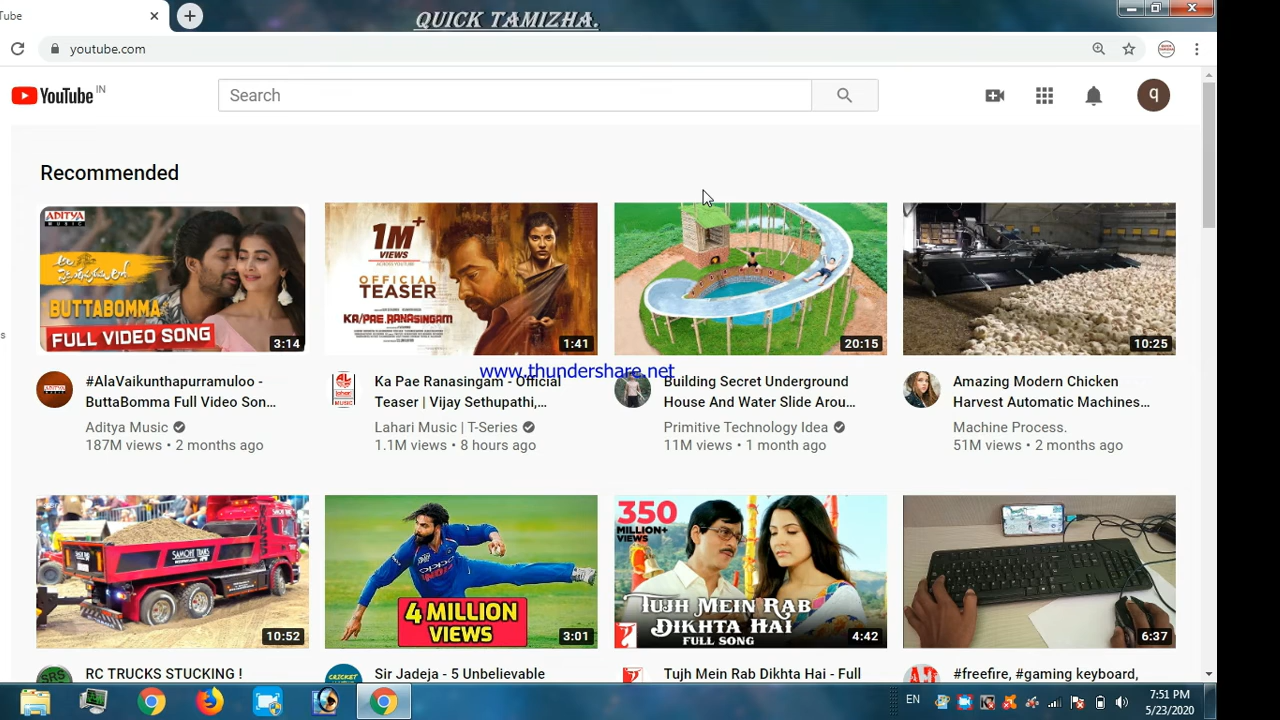 Tube
QUICK TAMIZHA.
youtube.com
YouTube IN
Search
q
Recommended
ADITYA MUSIC
BUTTABOMMA
FULL VIDEO SONG
3:14
1M+
VIEWS
OFFICIAL
TEASER
KA/PAE.RANASINGAM
1:41
20:15
10:25
www.thundershare.net
#AlaVaikunthapurramuloo -
ButtaBomma Full Video Son...
Aditya Music
187M views • 2 months ago
Ka Pae Ranasingam - Official
Teaser | Vijay Sethupathi,...
Lahari Music | T-Series
1.1M views • 8 hours ago
Building Secret Underground
House And Water Slide Arou...
Primitive Technology Idea
11M views • 1 month ago
Amazing Modern Chicken
Harvest Automatic Machines...
Machine Process.
51M views • 2 months ago
10:52
oppo
4 MILLION
VIEWS
3:01
350
MILLION+
VIEWS
TUJH MEIN RAB
DIKHTA HAI
FULL SONG
4:42
6:37
SRS
RC TRUCKS STUCKING !
CRICKET
Sir Jadeja - 5 Unbelievable
Tujh Mein Rab Dikhta Hai - Full
#freefire, #gaming keyboard,
EN
7:51 PM
5/23/2020